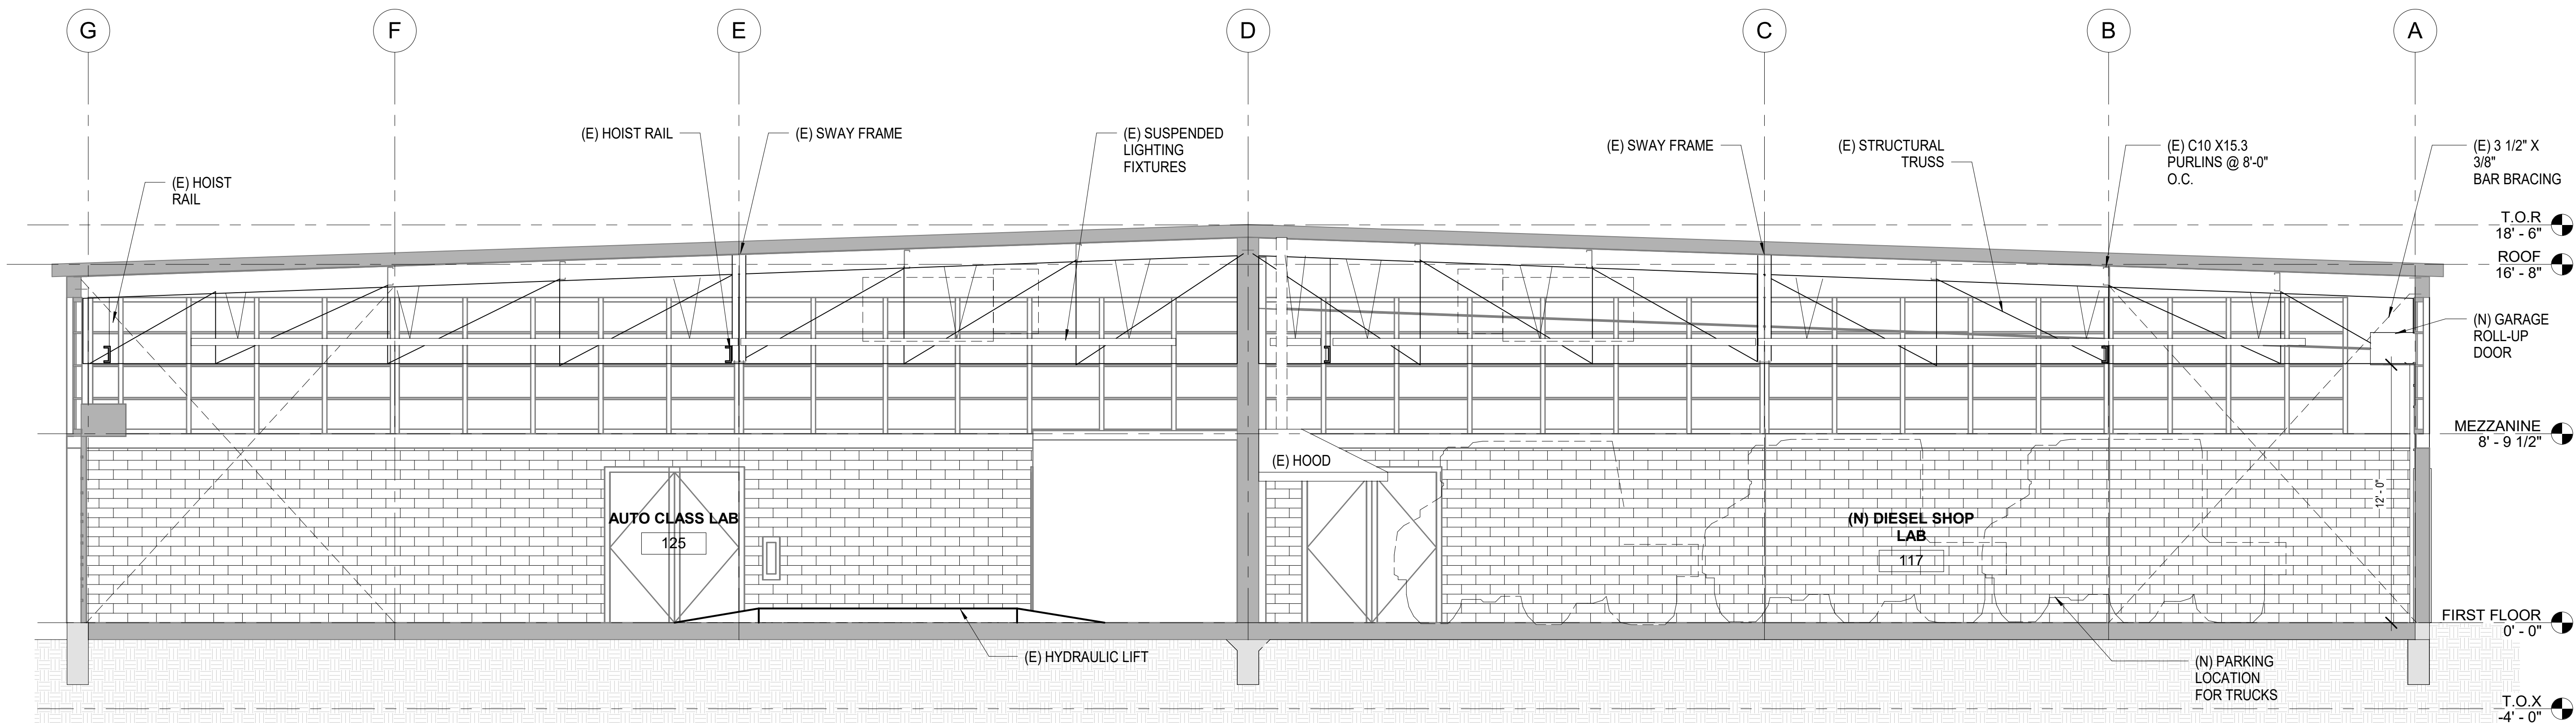 G
F
E
D
C
B
A
(E) HOIST RAIL
(E) SWAY FRAME
(E) SUSPENDED
LIGHTING
FIXTURES
(E) SWAY FRAME
(E) STRUCTURAL
TRUSS
(E) C10 X15.3
PURLINS @ 8'-0"
O.C.
(E) 3 1/2" X
3/8"
BAR BRACING
(E) HOIST
RAIL
T.O.R
18' - 6"
ROOF
16' - 8"
(N) GARAGE
ROLL-UP
DOOR
MEZZANINE
8' - 9 1/2"
(E) HOOD
12' - 0"
AUTO CLASS LAB
125
(N) DIESEL SHOP
LAB
117
FIRST FLOOR
0' - 0"
(E) HYDRAULIC LIFT
(N) PARKING
LOCATION
FOR TRUCKS
T.O.X
-4' - 0"